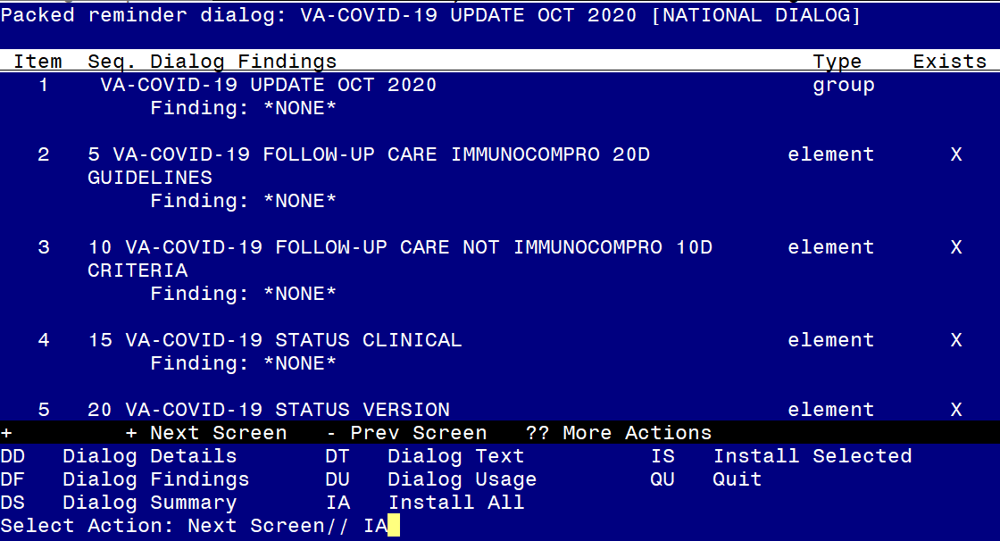 Packed reminder dialog: VA-COVID-19 UPDATE OCT 2020 [NATIONAL DIALOG]
Item  Seq. Dialog Findings  Type  Exists
1  VA-COVID-19 UPDATE OCT 2020  group
Finding: *NONE*
2  5 VA-COVID-19 FOLLOW-UP CARE IMMUNOCOMPRO 20D  element  X
GUIDELINES
Finding: *NONE*
3  10 VA-COVID-19 FOLLOW-UP CARE NOT IMMUNOCOMPRO 10D  element  X
CRITERIA
Finding: *NONE*
4  15 VA-COVID-19 STATUS CLINICAL  element  X
Finding: *NONE*
5  20 VA-COVID-19 STATUS VERSION  element  X
+  + Next Screen  - Prev Screen  ?? More Actions
DD  Dialog Details  DT  Dialog Text  IS  Install Selected
DF  Dialog Findings  DU  Dialog Usage  QU  Quit
DS  Dialog Summary  IA  Install All
Select Action: Next Screen// IA